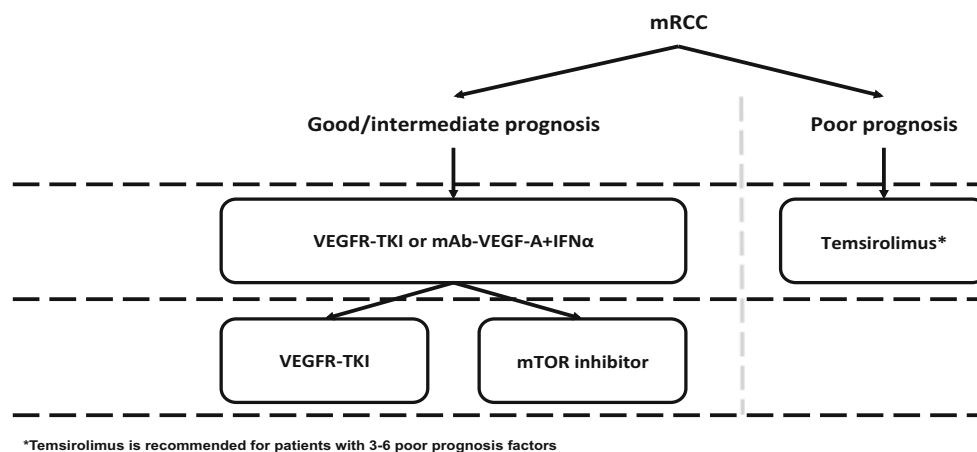 mRCC
Good/intermediate prognosis
Poor prognosis
VEGFR-TKI or mAb-VEGF-A+IFNα
Temsirolimus*
VEGFR-TKI
mTOR inhibitor
*Temsirolimus is recommended for patients with 3-6 poor prognosis factors